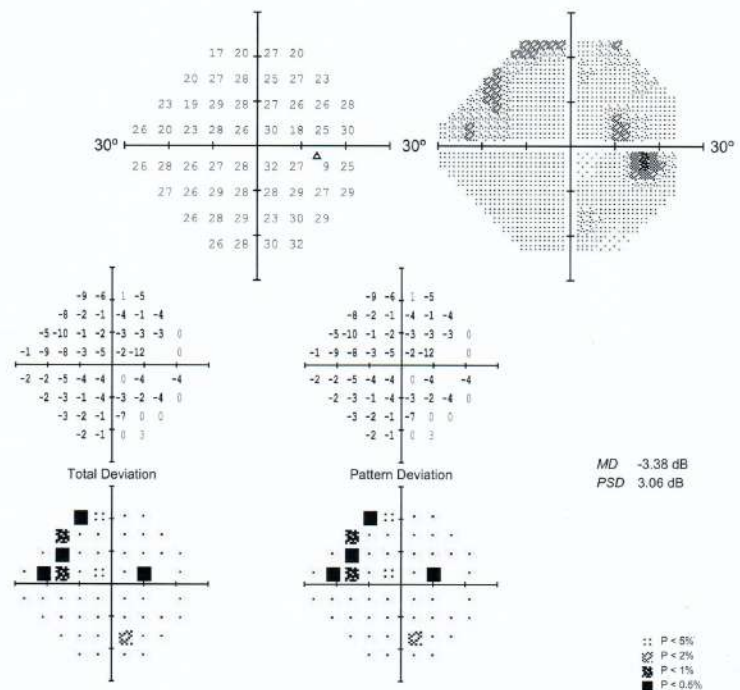 17 20 27 20
20 27 28 25 27 23
23 19 29 28 27 26 26 28
26 20 23 28 26 30 18 25 30
30° 30°
26 28 26 27 28 32 27 9 25
27 26 29 28 28 29 27 29
26 28 29 23 30 29
26 28 30 32
30°
-9 -6 1 -5
-8 -2 -1 -4 -1 -4
-5 -10 -1 -2 -3 -3 -3 0
-1 -9 -8 -3 -5 -2 -12 0
-2 -2 -5 -4 -4 0 -4 -4
-2 -3 -1 -2 -3 -2 -4 0
-3 -2 -1 -7 0 0
-2 -1 0 3
Total Deviation
-9 -6 1 -5
-8 -2 -1 -4 -1 -4
-5 -10 -1 -2 -3 -3 -3 0
-1 -9 -8 -3 -5 -2 -12 0
-2 -2 -5 -4 -4 0 -4 -4
-2 -3 -1 -2 -3 -2 -4 0
-3 -2 -1 -7 0 0
-2 -1 0 3
Pattern Deviation
MD -3.38 dB
PSD 3.06 dB
P < 5%
P < 2%
P < 1%
P < 0.6%